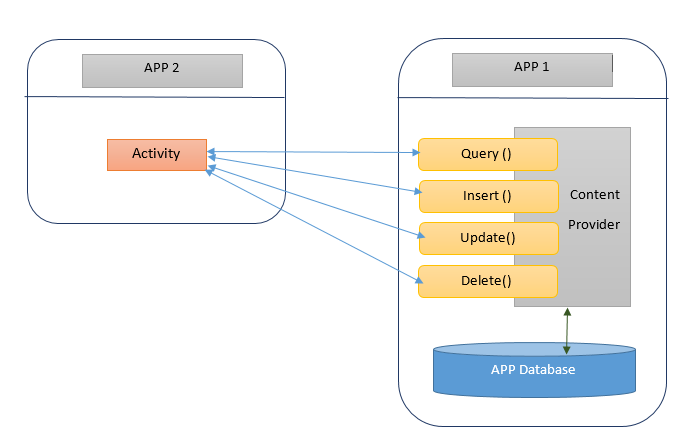 APP 2
APP 1
Activity
Query ()
Insert ()
Update()
Delete()
Content
Provider
APP Database